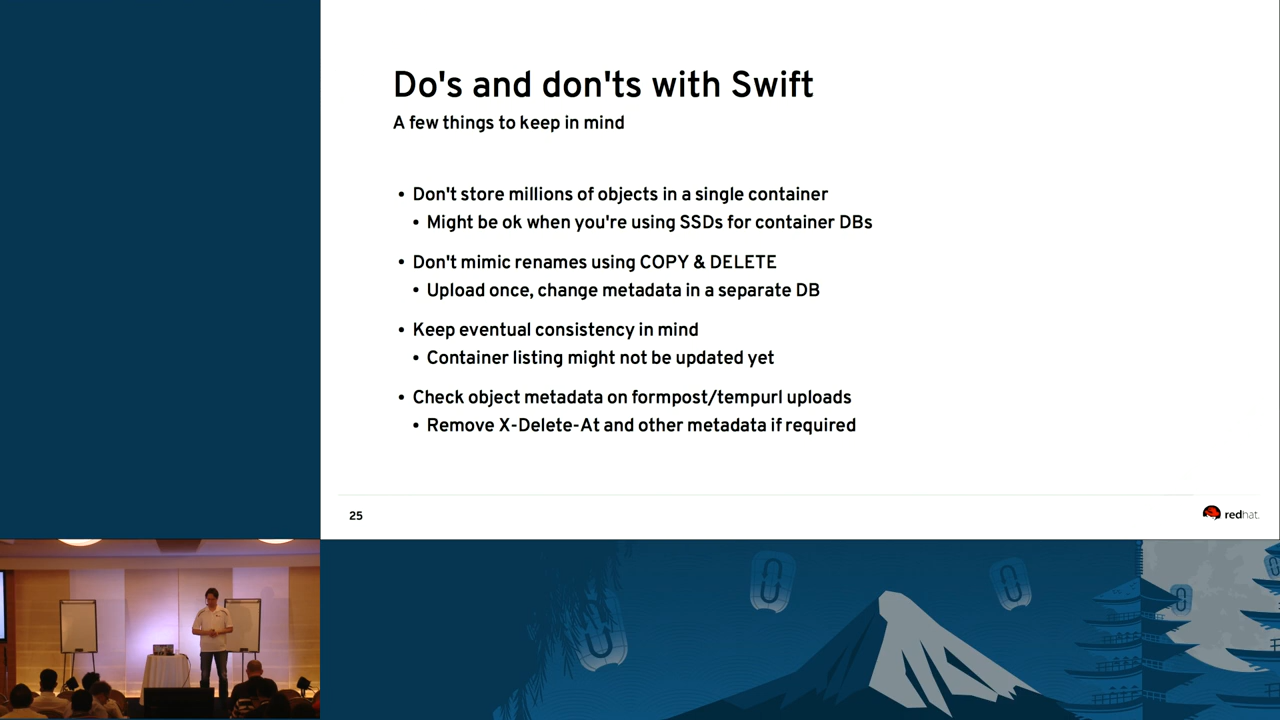 Do's and don'ts with Swift
A few things to keep in mind
• Don't store millions of objects in a single container
• Might be ok when you're using SSDs for container DBs
• Don't mimic renames using COPY & DELETE
• Upload once, change metadata in a separate DB
• Keep eventual consistency in mind
• Container listing might not be updated yet
• Check object metadata on formpost/tempurl uploads
• Remove X-Delete-At and other metadata if required
25
redhat.